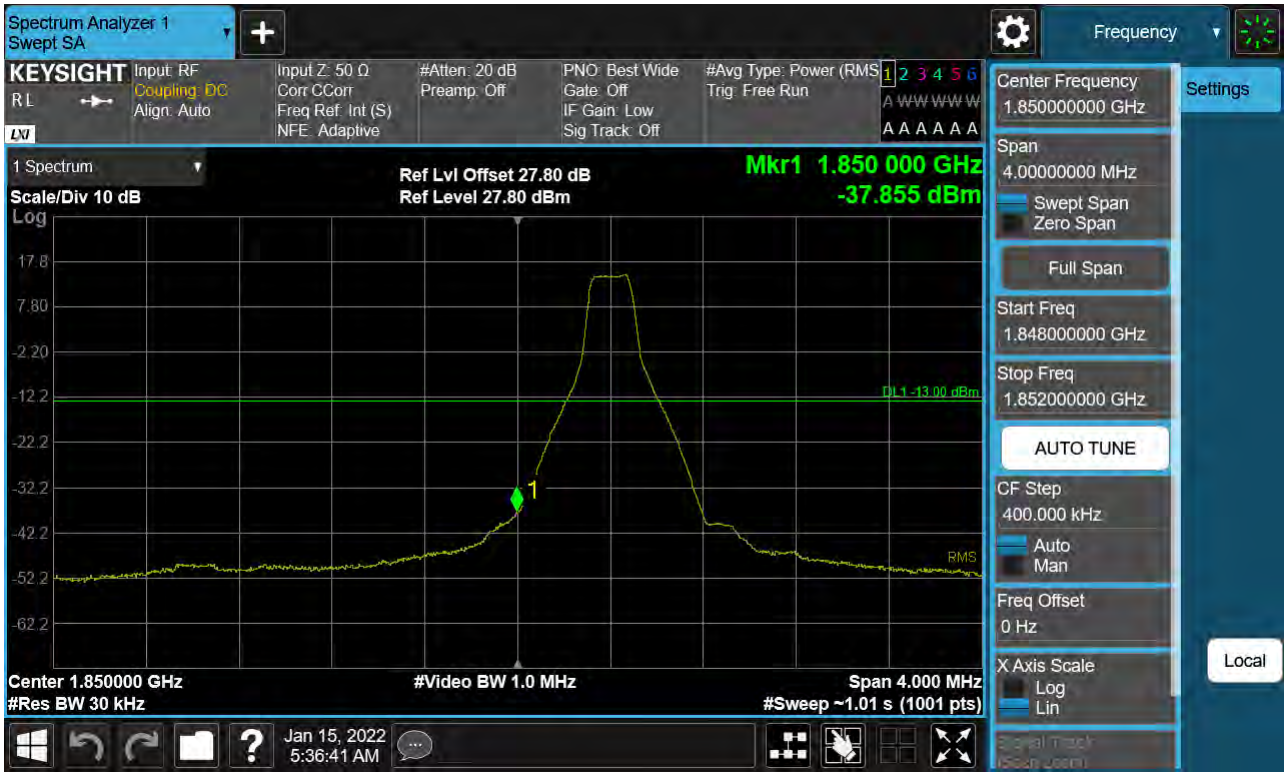 Spectrum Analyzer 1
Swept SA
Frequency
KEYSIGHT
RL
LXI
Input: RF
Coupling: DC
Align: Auto
Input Z: 50 Ω
Corr CCorr
Freq Ref: Int (S)
NFE: Adaptive
#Atten: 20 dB
Preamp: Off
PNO: Best Wide
Gate: Off
IF Gain: Low
Sig Track: Off
#Avg Type: Power (RMS
Trig: Free Run
1 2 3 4 5 6
A W W W W W
A A A A A A
1 Spectrum
Scale/Div 10 dB
Log
Ref Lvl Offset 27.80 dB
Ref Level 27.80 dBm
Mkr1 1.850 000 GHz
-37.855 dBm
17.8
7.80
-2.20
-12.2
-22.2
-32.2
-42.2
-52.2
-62.2
DL1 -13.00 dBm
1
RMS
Center 1.850000 GHz
#Res BW 30 kHz
#Video BW 1.0 MHz
Span 4.000 MHz
#Sweep ~1.01 s (1001 pts)
Center Frequency
1.850000000 GHz
Span
4.00000000 MHz
Swept Span
Zero Span
Full Span
Start Freq
1.848000000 GHz
Stop Freq
1.852000000 GHz
AUTO TUNE
CF Step
400.000 kHz
Auto
Man
Freq Offset
0 Hz
X Axis Scale
Log
Lin
Signal Track
(Span Zoom)
Settings
Local
?
Jan 15, 2022
5:36:41 AM